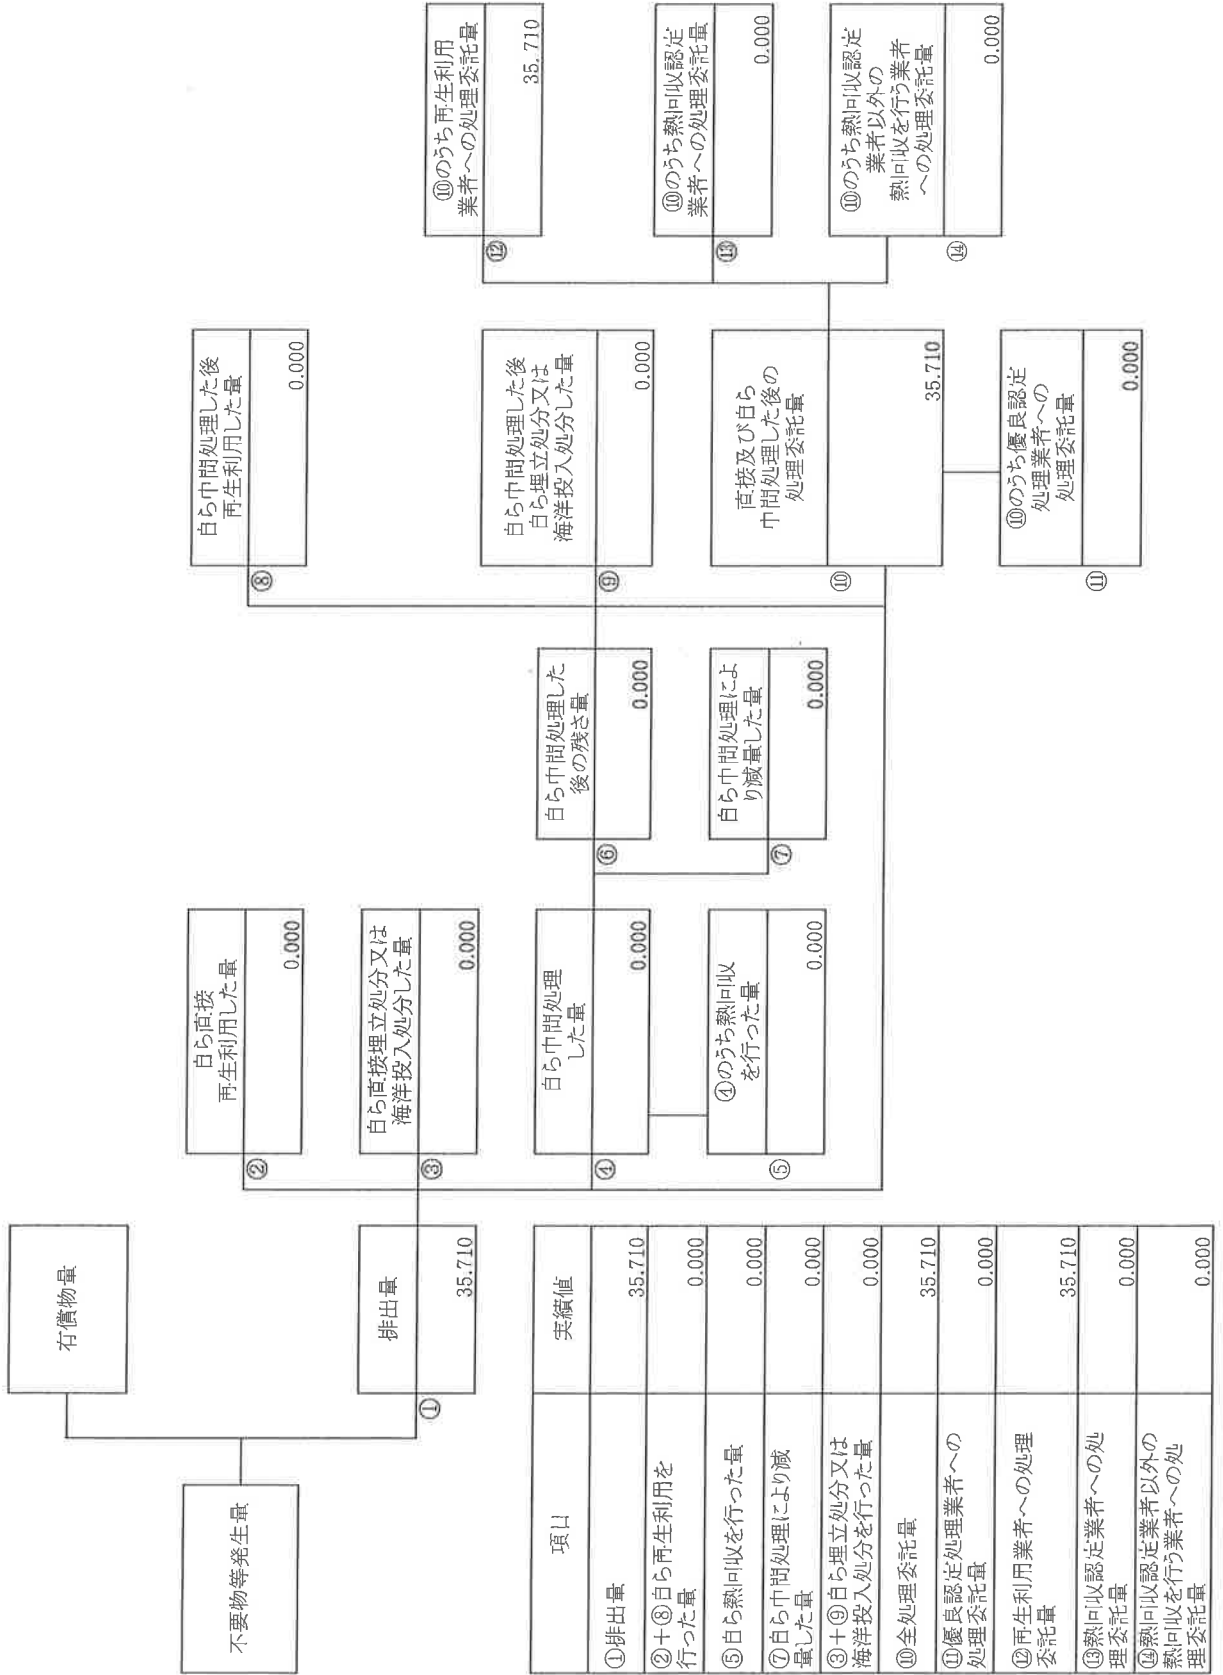 有償物量
不要物等発生量
排出量
①
35.710
自ら直接
再生利用した量
②
0.000
自ら直接埋立処分又は
海洋投入処分した量
③
0.000
自ら中間処理
した量
④
0.000
④のうち熱回収
を行った量
⑤
0.000
自ら中間処理した
後の残さ量
⑥
0.000
自ら中間処理によ
り減量した量
⑦
0.000
自ら中間処理した後
再生利用した量
⑧
0.000
自ら中間処理した後
自ら埋立処分又は
海洋投入処分した量
⑨
0.000
直接及び自ら
中間処理した後の
処理委託量
⑩
35.710
⑩のうち優良認定
処理業者への
処理委託量
⑪
0.000
⑩のうち再生利用
業者への処理委託量
⑫
35.710
⑩のうち熱回収認定
業者への処理委託量
⑬
0.000
⑩のうち熱回収認定
業者以外の
熱回収を行う業者
への処理委託量
⑭
0.000
項目 実績値
①排出量 35.710
②+⑧自ら再生利用を
行った量 0.000
⑤自ら熱回収を行った量 0.000
⑦自ら中間処理により減
量した量 0.000
③+⑨自ら埋立処分又は
海洋投入処分を行った量 0.000
⑩全処理委託量 35.710
⑪優良認定処理業者への
処理委託量 0.000
⑫再生利用業者への処理
委託量 35.710
⑬熱回収認定業者への処
理委託量 0.000
⑭熱回収認定業者以外の
熱回収を行う業者への処
理委託量 0.000